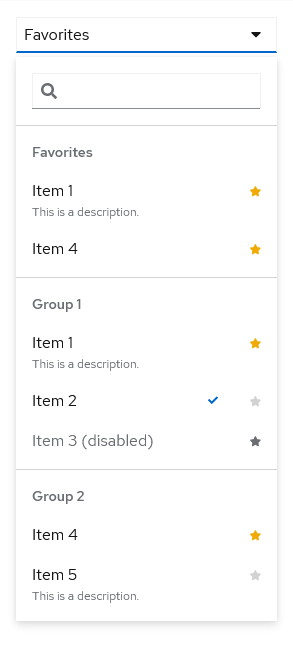 Favorites
Favorites
Item 1
This is a description.
Item 4
Group 1
Item 1
This is a description.
Item 2
Item 3 (disabled)
Group 2
Item 4
Item 5
This is a description.